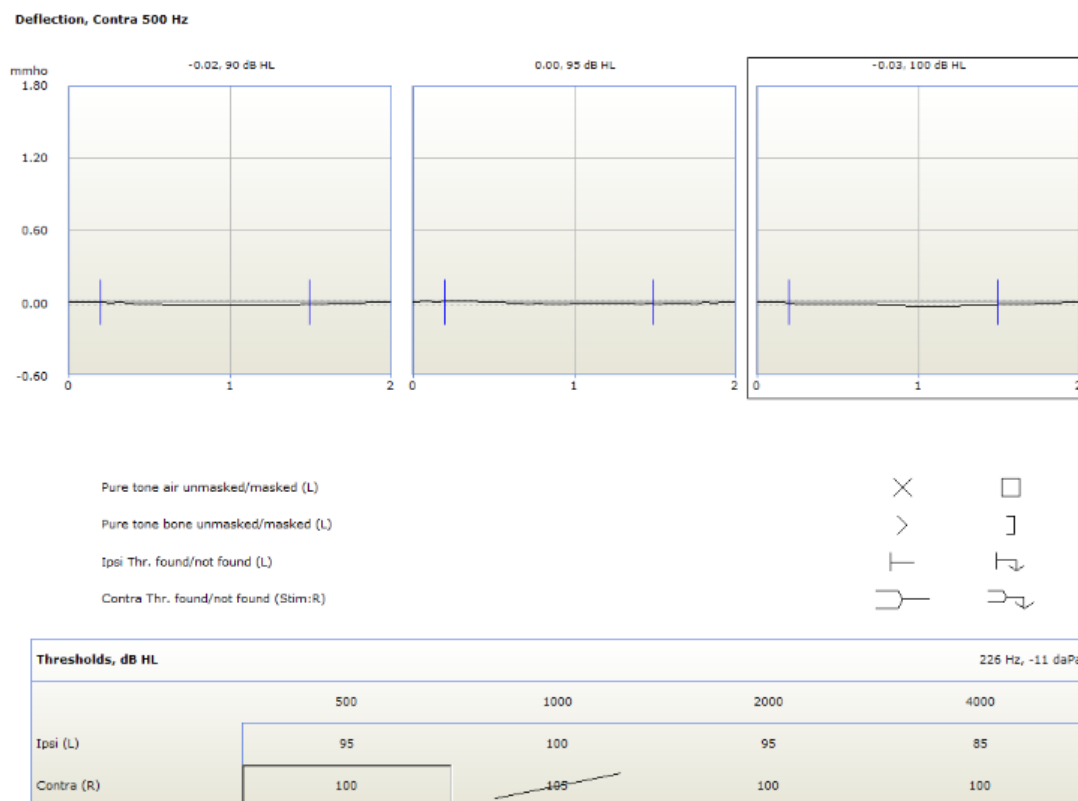 Deflection, Contra 500 Hz
-0.02, 90 dB HL 0.00, 95 dB HL -0.03, 100 dB HL
mmho
1.80
1.20
0.60
0.00
-0.60
0 1 2 0 1 2 0 1 2
Pure tone air unmasked/masked (L)
Pure tone bone unmasked/masked (L)
Ipsi Thr. found/not found (L)
Contra Thr. found/not found (Stim:R)
Thresholds, dB HL 226 Hz, -11 daPa
500 1000 2000 4000
Ipsi (L) 95 100 95 85
Contra (R) 100 105 100 100